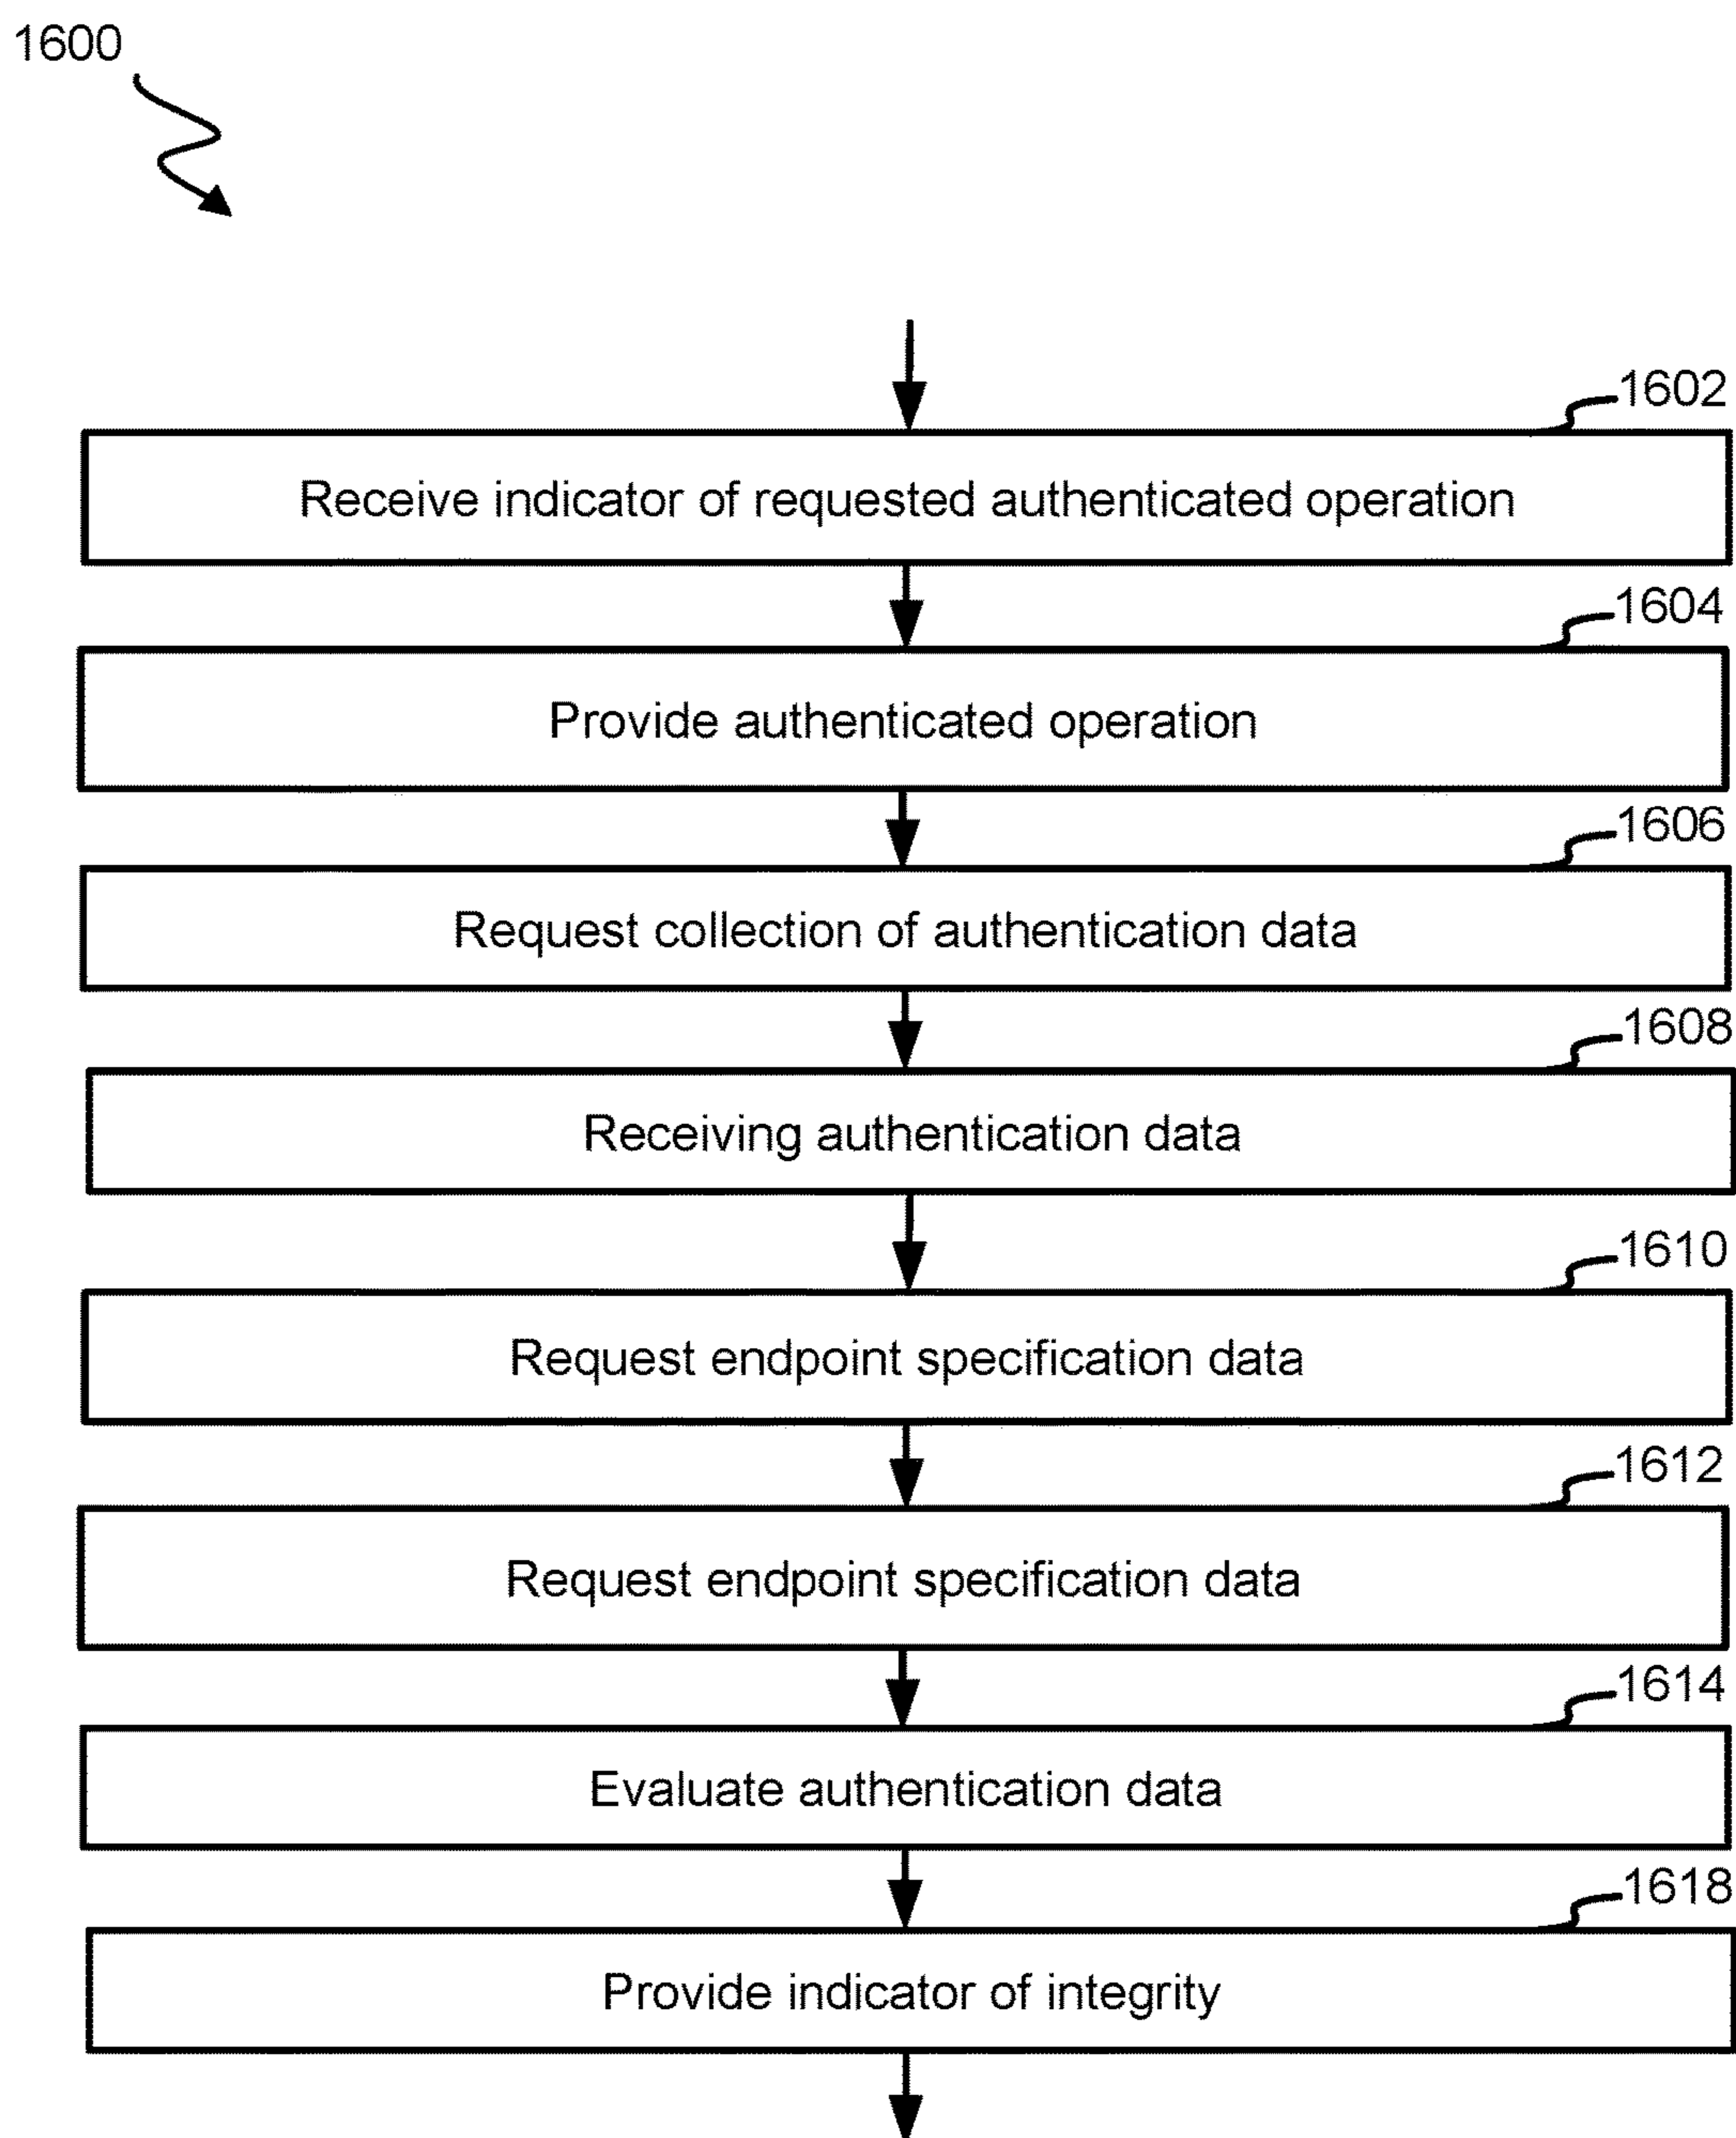 1600
1602
Receive indicator of requested authenticated operation
1604
Provide authenticated operation
1606
Request collection of authentication data
1608
Receiving authentication data
1610
Request endpoint specification data
1612
Request endpoint specification data
1614
Evaluate authentication data
1618
Provide indicator of integrity